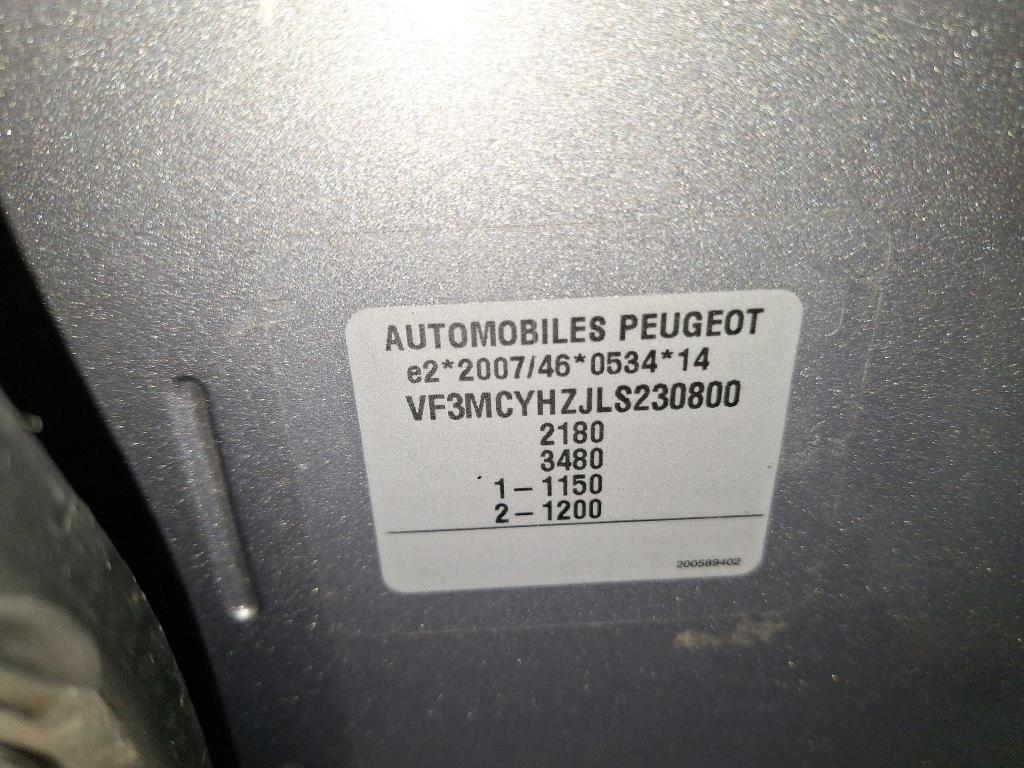 AUTOMOBILES PEUGEOT
e2*2007/46*0534*14
VF3MCYHZJLS230800
2180
3480
1-1150
2-1200
200589402